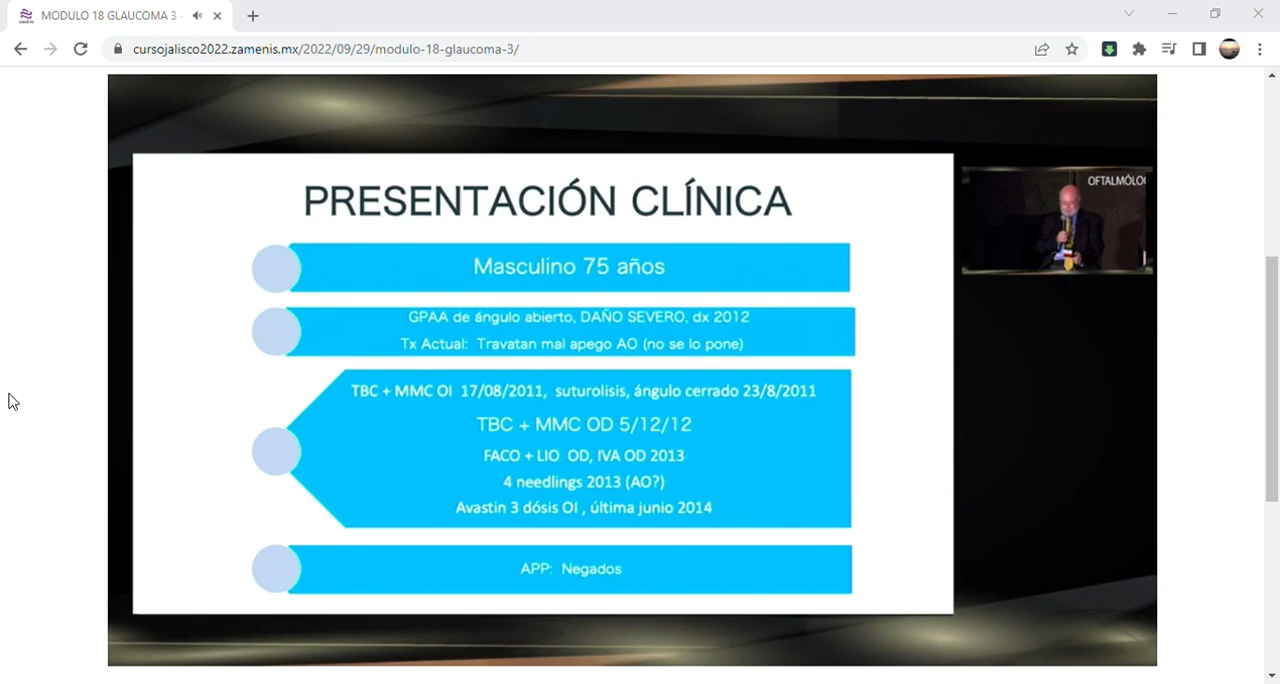 MODULO 18 GLAUCOMA 3 -
cursojalisco2022.zamenis.mx/2022/09/29/modulo-18-glaucoma-3/
PRESENTACIÓN CLÍNICA
Masculino 75 años
GPAA de ángulo abierto, DAÑO SEVERO, dx 2012
Tx Actual: Travatan mal apego AO (no se lo pone)
TBC + MMC OI 17/08/2011, suturolisis, ángulo cerrado 23/8/2011
TBC + MMC OD 5/12/12
FACO + LIO OD, IVA OD 2013
4 needlings 2013 (AO?)
Avastin 3 dósis OI , última junio 2014
APP: Negados
OFTALMÓLO